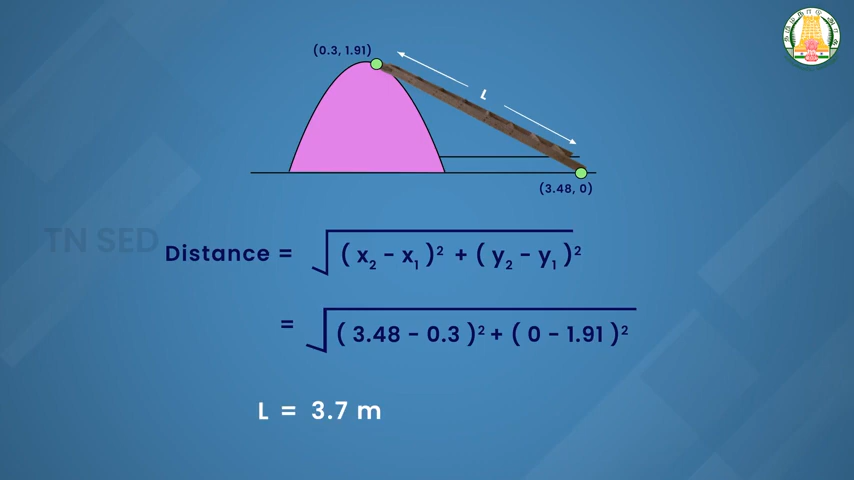 (0.3, 1.91)
L
(3.48, 0)
TN SED
Distance = √( x₂ − x₁ )² + ( y₂ − y₁ )²
= √( 3.48 − 0.3 )² + ( 0 − 1.91 )²
L = 3.7 m